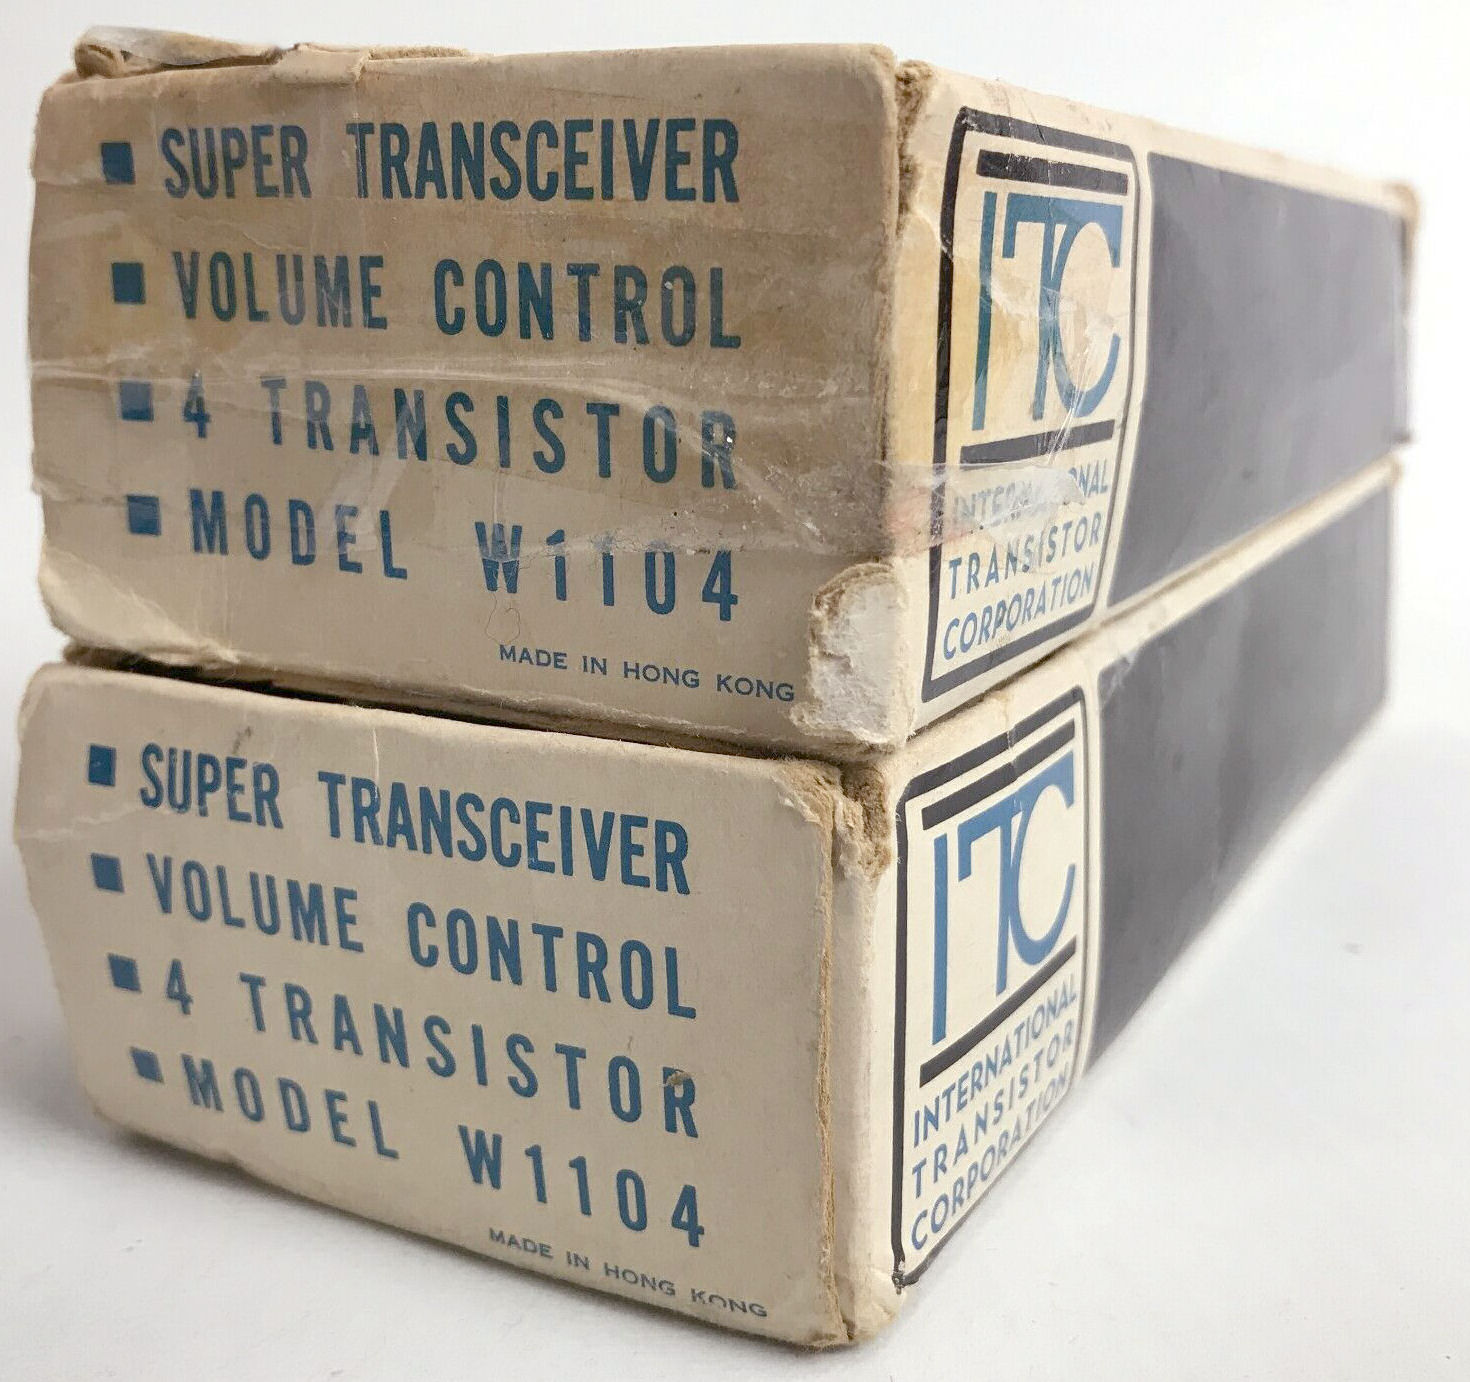 ■ SUPER TRANSCEIVER
■ VOLUME CONTROL
■ 4 TRANSISTOR
■ MODEL W1104
MADE IN HONG KONG
ITC
INTERNATIONAL
TRANSISTOR
CORPORATION
■ SUPER TRANSCEIVER
■ VOLUME CONTROL
■ 4 TRANSISTOR
■ MODEL W1104
MADE IN HONG KONG
ITC
INTERNATIONAL
TRANSISTOR
CORPORATION